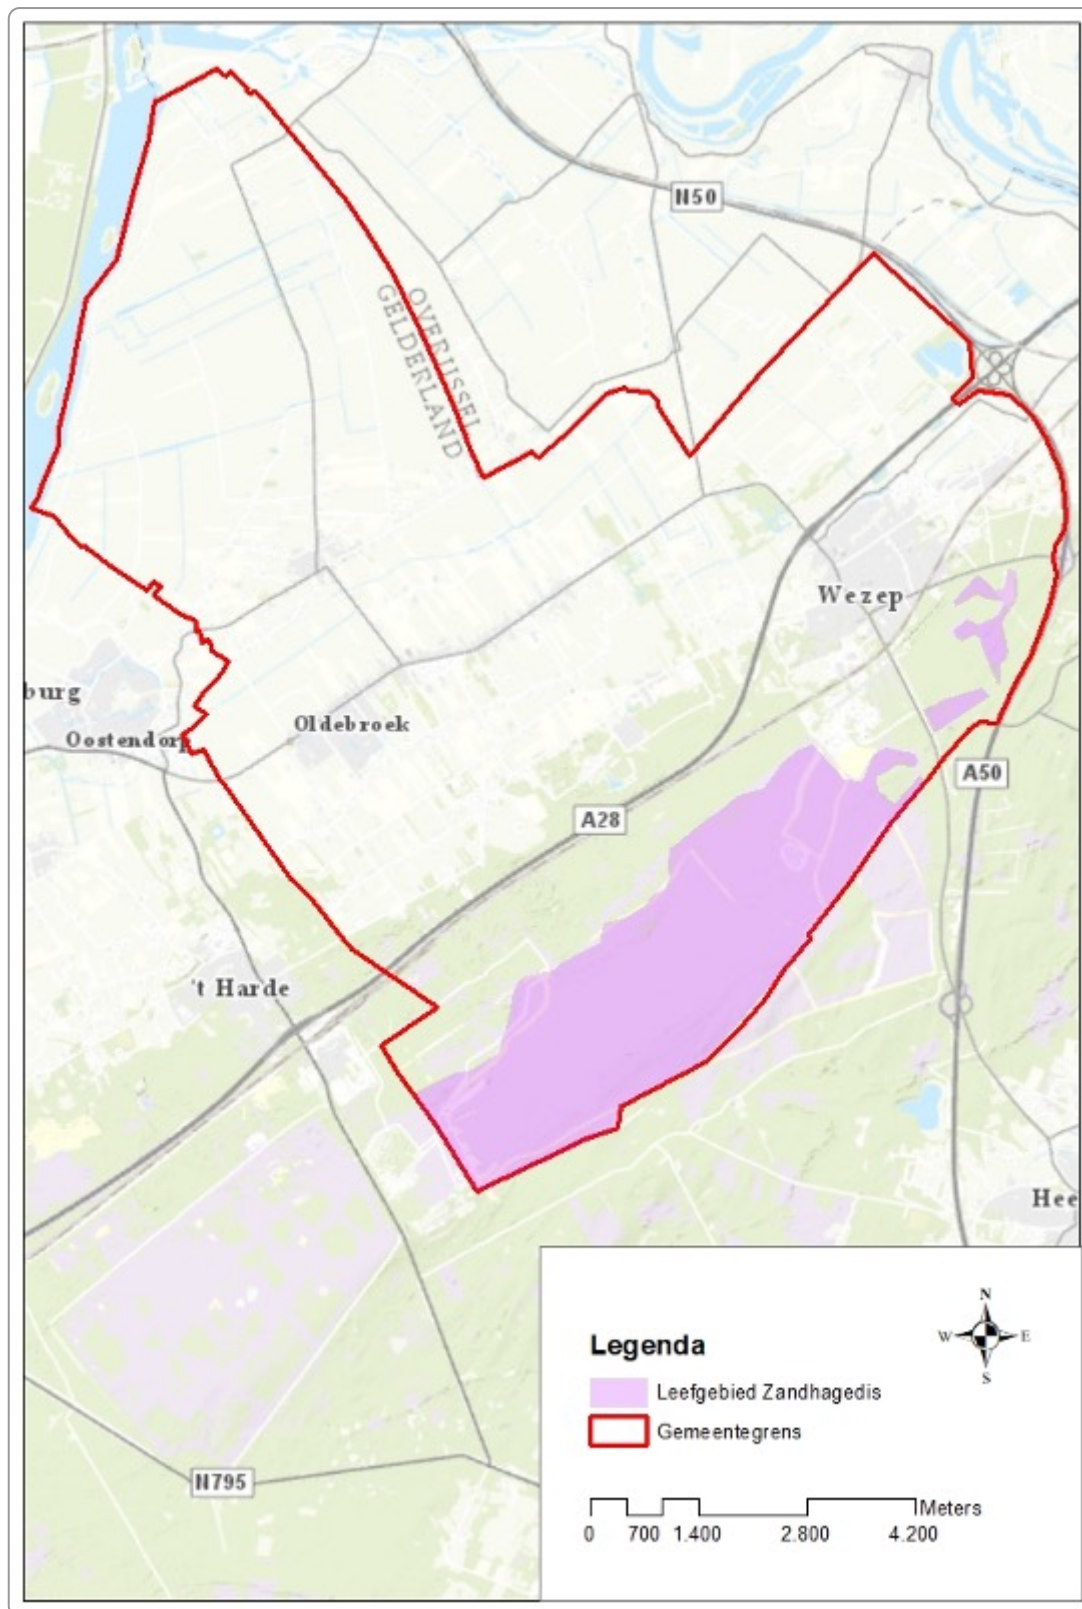 N50
OVERIJSSEL
GELDERLAND
Wezep
burg
Oostendorp
Oldebroek
A50
A28
't Harde
Hee
N
W E
S
Legenda
Leefgebied Zandhagedis
Gemeentegrens
N795
Meters
0 700 1.400 2.800 4.200